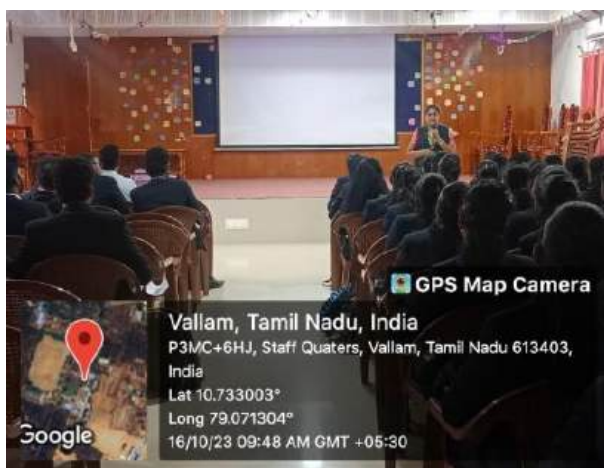 GPS Map Camera
Vallam, Tamil Nadu, India
P3MC+6HJ, Staff Quaters, Vallam, Tamil Nadu 613403,
India
Lat 10.733003°
Long 79.071304°
16/10/23 09:48 AM GMT +05:30
Google